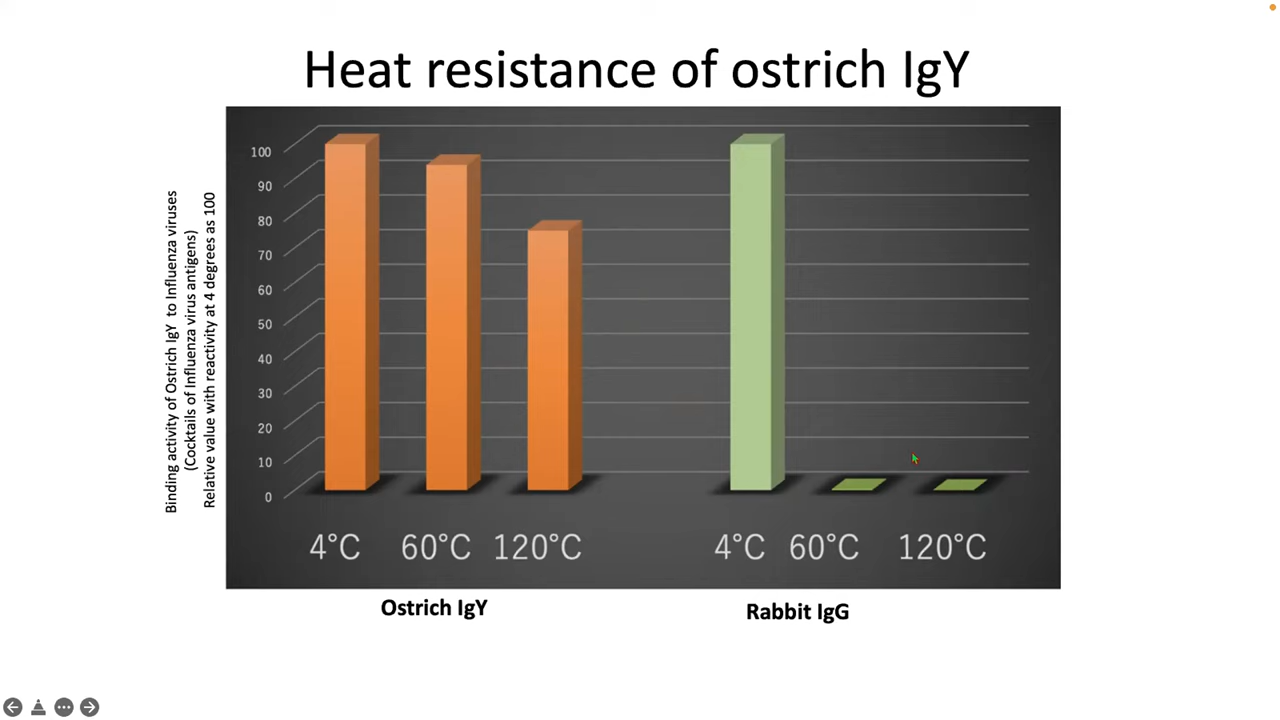 Heat resistance of ostrich IgY
Binding activity of Ostrich IgY to Influenza viruses
(Cocktails of Influenza virus antigens)
Relative value with reactivity at 4 degrees as 100
100
90
80
70
60
50
40
30
20
10
0
4°C 60°C 120°C 4°C 60°C 120°C
Ostrich IgY Rabbit IgG